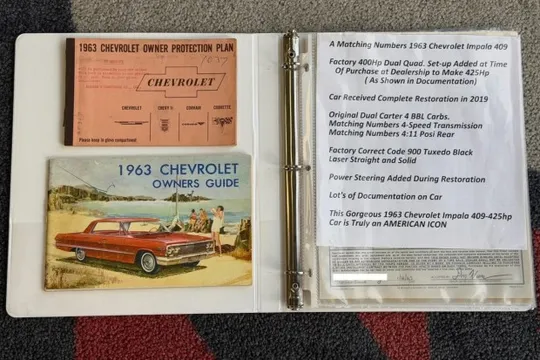 1963 CHEVROLET OWNER PROTECTION PLAN
CHEVROLET
CHEVROLET CHEVY II CORVAIR CORVETTE
Please keep in glove compartment
1963 CHEVROLET
OWNERS GUIDE
A Matching Numbers 1963 Chevrolet Impala 409
Factory 400Hp Dual Quad. Set-up Added at Time
Of Purchase at Dealership to Make 425Hp
( As Shown in Documentation)
Car Received Complete Restoration in 2019
Original Dual Carter 4 BBL Carbs.
Matching Numbers 4-Speed Transmission
Matching Numbers 4:11 Posi Rear
Factory Correct Code 900 Tuxedo Black
Laser Straight and Solid
Power Steering Added During Restoration
Lot's of Documentation on Car
This Gorgeous 1963 Chevrolet Impala 409-425hp
Car is Truly an AMERICAN ICON